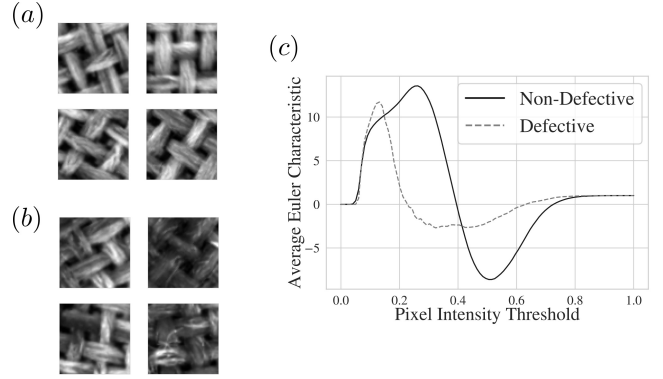 (a)
(b)
(c)
Average Euler Characteristic
10
5
0
−5
0.0 0.2 0.4 0.6 0.8 1.0
Pixel Intensity Threshold
Non-Defective
Defective